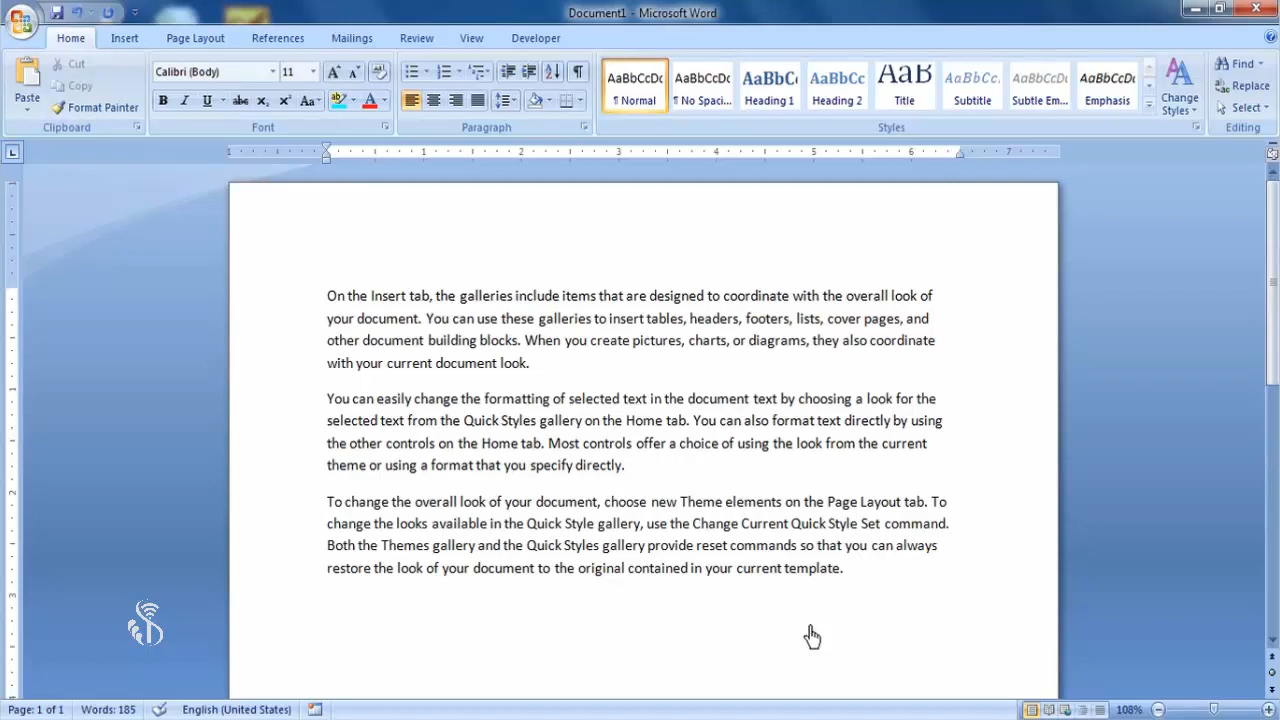 Document1 - Microsoft Word
Home Insert Page Layout References Mailings Review View Developer
Paste
Cut
Copy
Format Painter
Clipboard
Calibri (Body) 11
B I U abc x₂ x² Aa
Font
Paragraph
AaBbCcDc AaBbCcDc AaBbCc AaBbCc AaB AaBbCc. AaBbCcDc AaBbCcDc
¶ Normal ¶ No Spaci... Heading 1 Heading 2 Title Subtitle Subtle Em... Emphasis
Change
Styles
Styles
Find
Replace
Select
Editing
1 1 2 3 4 5 6 7
On the Insert tab, the galleries include items that are designed to coordinate with the overall look of
your document. You can use these galleries to insert tables, headers, footers, lists, cover pages, and
other document building blocks. When you create pictures, charts, or diagrams, they also coordinate
with your current document look.
You can easily change the formatting of selected text in the document text by choosing a look for the
selected text from the Quick Styles gallery on the Home tab. You can also format text directly by using
the other controls on the Home tab. Most controls offer a choice of using the look from the current
theme or using a format that you specify directly.
To change the overall look of your document, choose new Theme elements on the Page Layout tab. To
change the looks available in the Quick Style gallery, use the Change Current Quick Style Set command.
Both the Themes gallery and the Quick Styles gallery provide reset commands so that you can always
restore the look of your document to the original contained in your current template.
Page: 1 of 1 Words: 185 English (United States) 108%